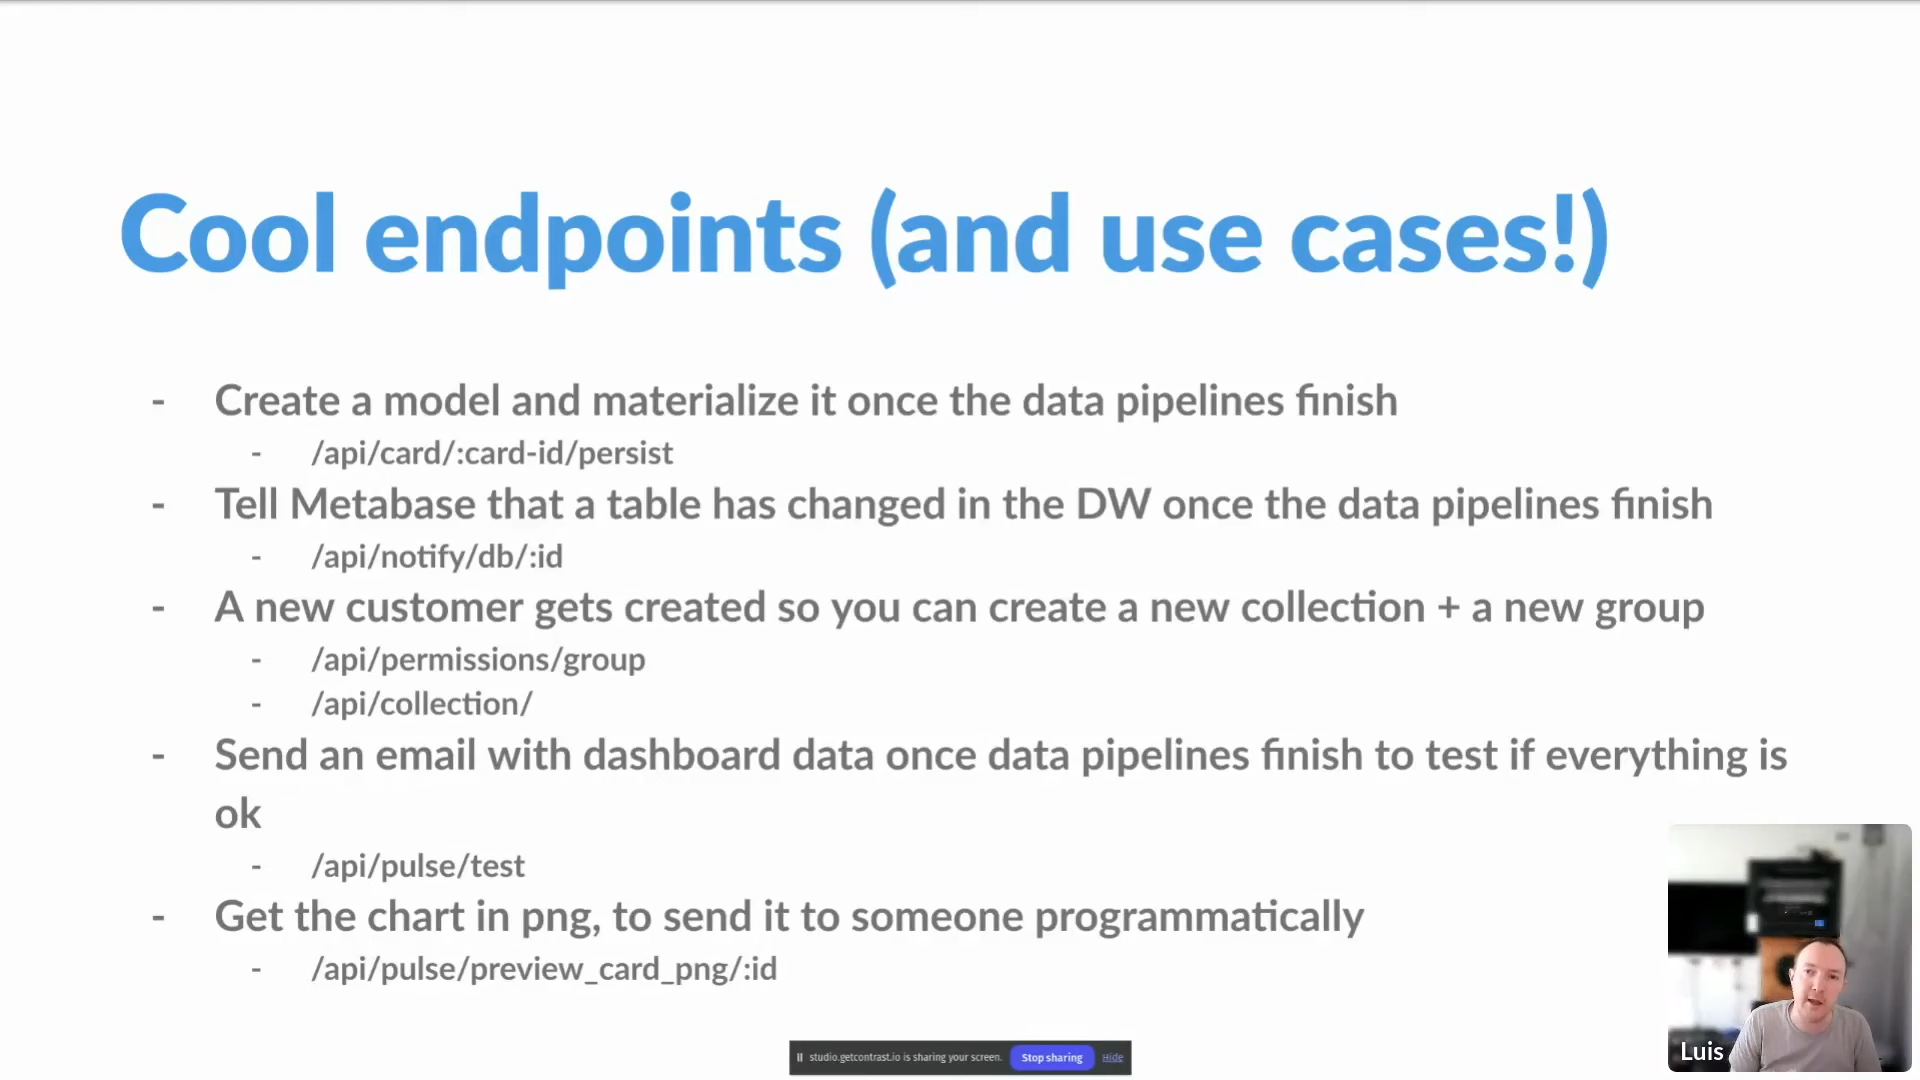 Cool endpoints (and use cases!)
- Create a model and materialize it once the data pipelines finish
- /api/card/:card-id/persist
- Tell Metabase that a table has changed in the DW once the data pipelines finish
- /api/notify/db/:id
- A new customer gets created so you can create a new collection + a new group
- /api/permissions/group
- /api/collection/
- Send an email with dashboard data once data pipelines finish to test if everything is
ok
- /api/pulse/test
- Get the chart in png, to send it to someone programmatically
- /api/pulse/preview_card_png/:id
Luis
studio.getcontrast.io is sharing your screen. Stop sharing Hide